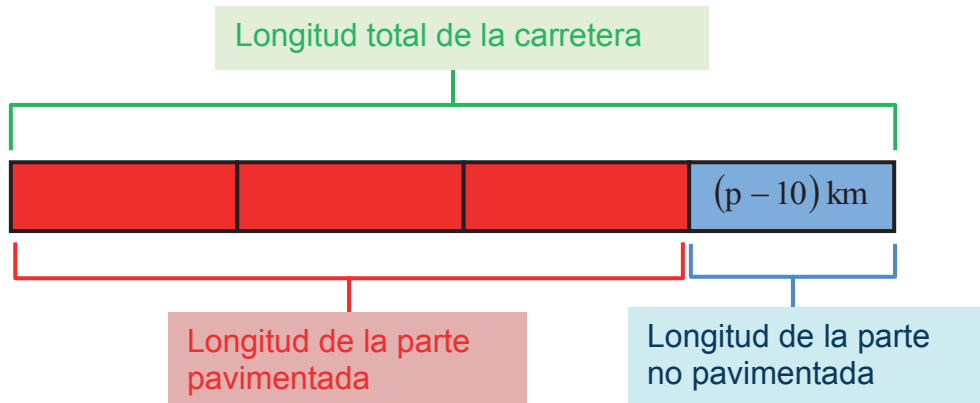 Longitud total de la carretera
(p – 10) km
Longitud de la parte
pavimentada
Longitud de la parte
no pavimentada